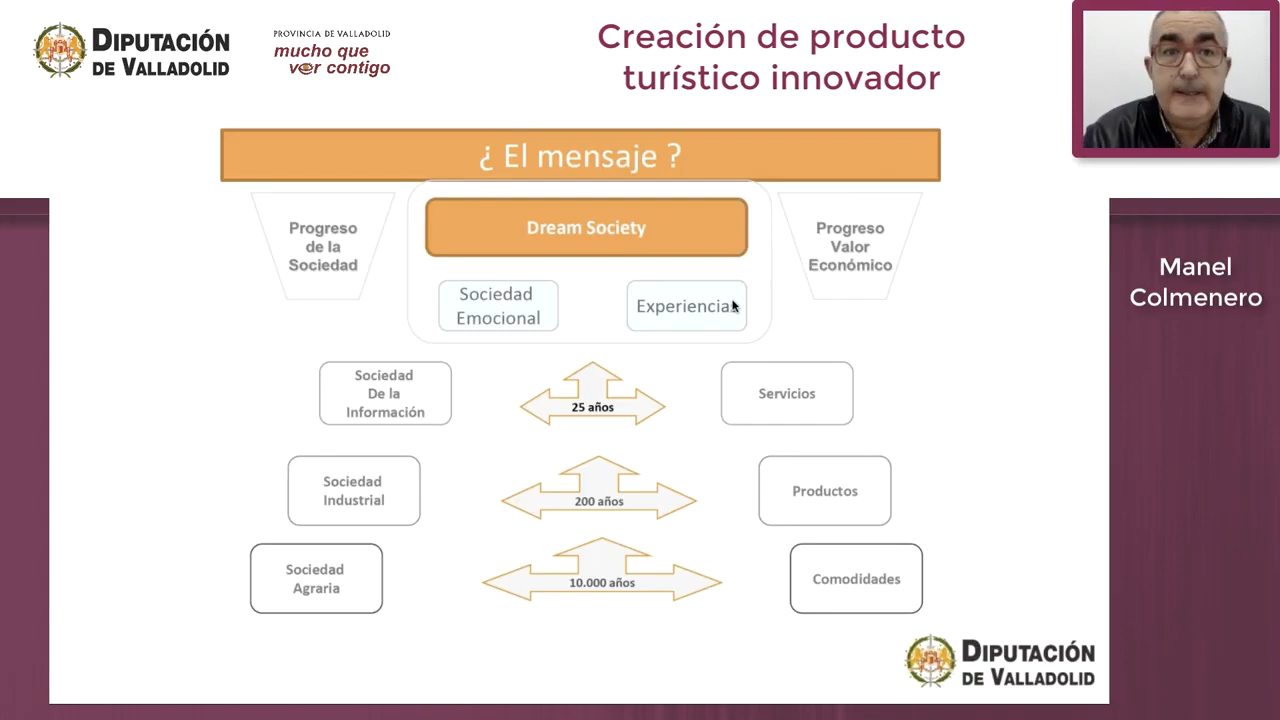 DIPUTACIÓN
DE VALLADOLID
PROVINCIA DE VALLADOLID
mucho que
ver contigo
Creación de producto
turístico innovador
¿ El mensaje ?
Progreso
de la
Sociedad
Dream Society
Progreso
Valor
Económico
Sociedad
Emocional
Experiencias
Sociedad
De la
Información
25 años
Servicios
Sociedad
Industrial
200 años
Productos
Sociedad
Agraria
10.000 años
Comodidades
Manel
Colmenero
DIPUTACIÓN
DE VALLADOLID